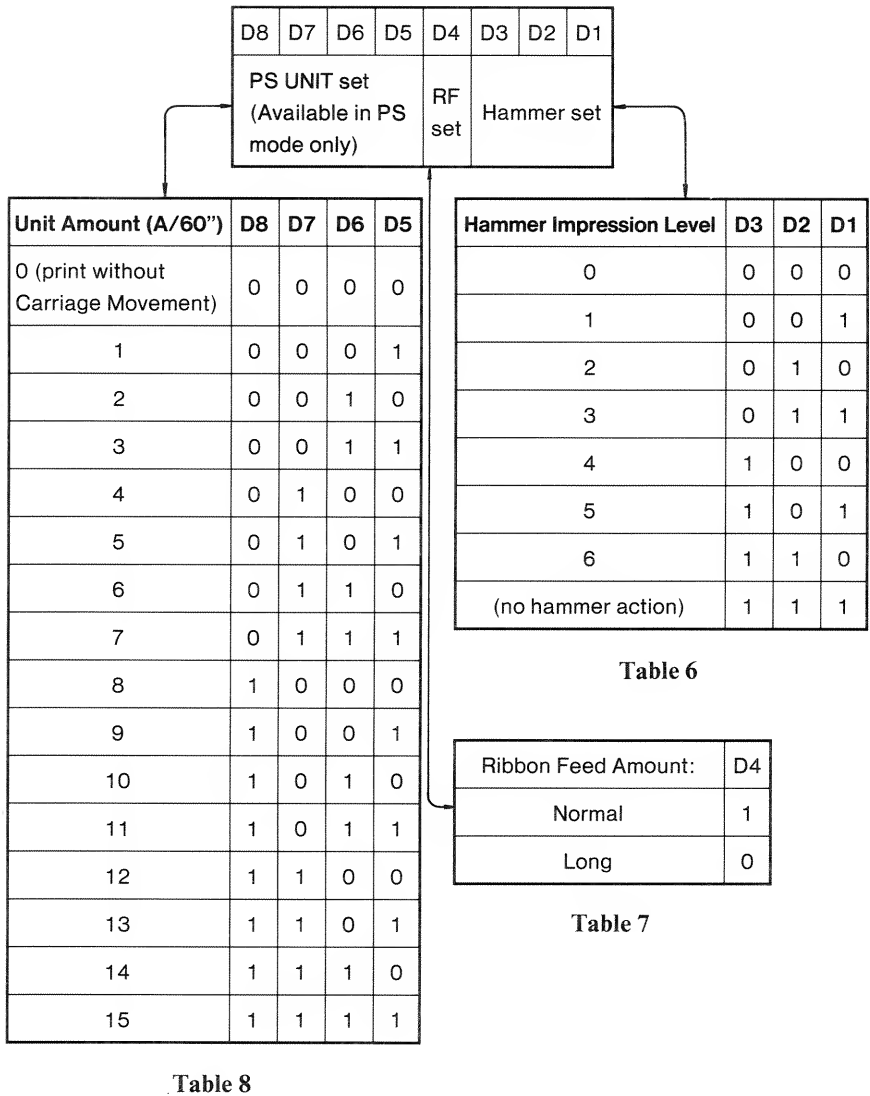 D8 D7 D6 D5 D4 D3 D2 D1
PS UNIT set
(Available in PS
mode only)
RF
set
Hammer set
Unit Amount (A/60") D8 D7 D6 D5
0 (print without
Carriage Movement) 0 0 0 0
1 0 0 0 1
2 0 0 1 0
3 0 0 1 1
4 0 1 0 0
5 0 1 0 1
6 0 1 1 0
7 0 1 1 1
8 1 0 0 0
9 1 0 0 1
10 1 0 1 0
11 1 0 1 1
12 1 1 0 0
13 1 1 0 1
14 1 1 1 0
15 1 1 1 1
Table 8
Hammer Impression Level D3 D2 D1
0 0 0 0
1 0 0 1
2 0 1 0
3 0 1 1
4 1 0 0
5 1 0 1
6 1 1 0
(no hammer action) 1 1 1
Table 6
Ribbon Feed Amount: D4
Normal 1
Long 0
Table 7